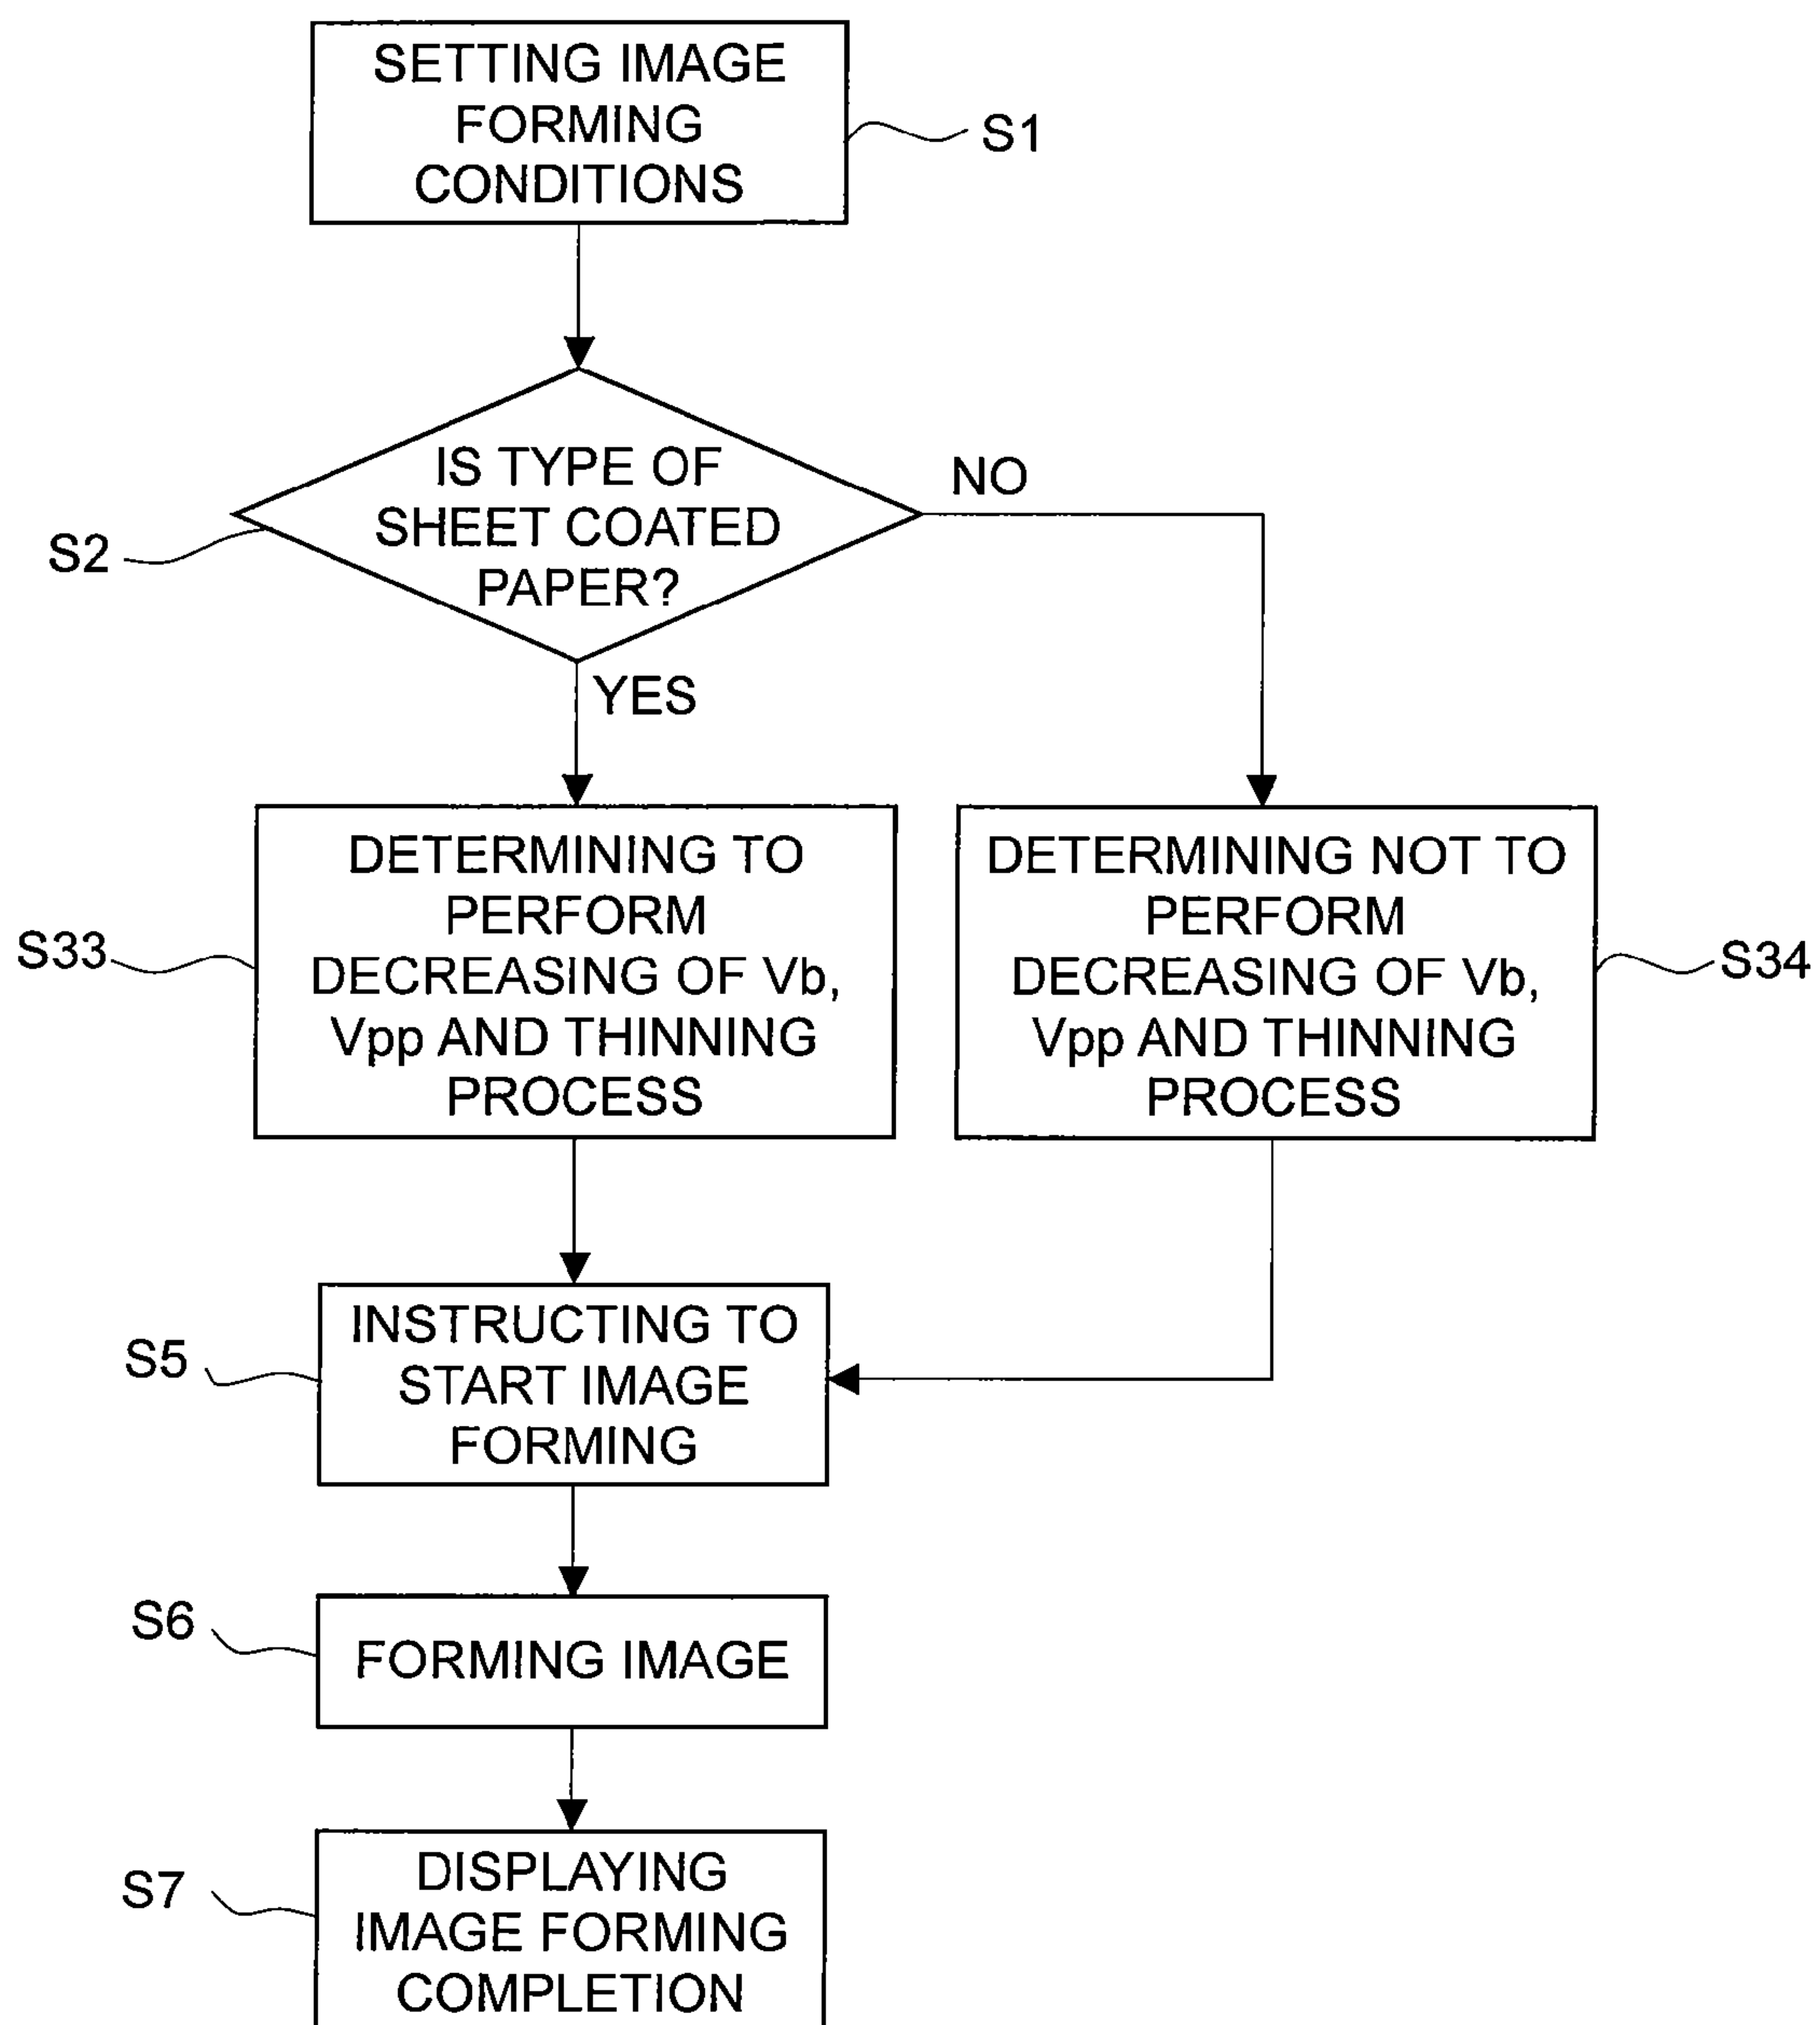 SETTING IMAGE
FORMING
CONDITIONS
S1
IS TYPE OF
SHEET COATED
PAPER?
S2
NO
YES
DETERMINING TO
PERFORM
DECREASING OF Vb,
Vpp AND THINNING
PROCESS
S33
DETERMINING NOT TO
PERFORM
DECREASING OF Vb,
Vpp AND THINNING
PROCESS
S34
INSTRUCTING TO
START IMAGE
FORMING
S5
S6
FORMING IMAGE
S7
DISPLAYING
IMAGE FORMING
COMPLETION